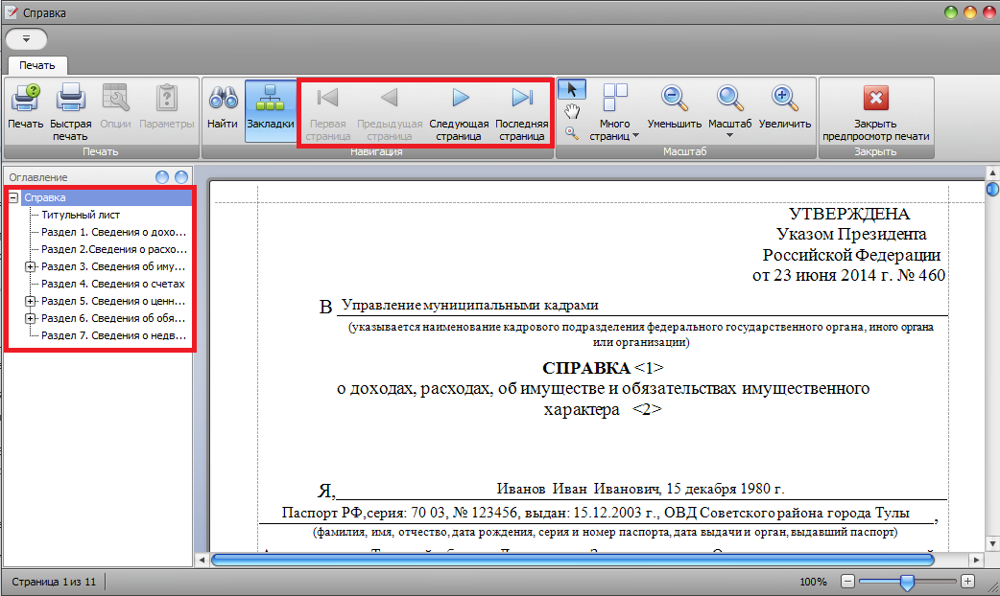 Справка
Печать
Печать
Быстрая печать
Опции
Параметры
Печать
Найти
Закладки
Первая страница
Предыдущая страница
Следующая страница
Последняя страница
Навигация
Много страниц
Уменьшить
Масштаб
Увеличить
Масштаб
Закрыть предпросмотр печати
Закрыть
Оглавление
Справка
Титульный лист
Раздел 1. Сведения о дохо...
Раздел 2.Сведения о расхо...
Раздел 3. Сведения об иму...
Раздел 4. Сведения о счетах
Раздел 5. Сведения о ценн...
Раздел 6. Сведения об обя...
Раздел 7. Сведения о недв...
УТВЕРЖДЕНА
Указом Президента
Российской Федерации
от 23 июня 2014 г. № 460
В Управление муниципальными кадрами
(указывается наименование кадрового подразделения федерального государственного органа, иного органа
или организации)
СПРАВКА <1>
о доходах, расходах, об имуществе и обязательствах имущественного
характера <2>
Я, Иванов Иван Иванович, 15 декабря 1980 г.
Паспорт РФ,серия: 70 03, № 123456, выдан: 15.12.2003 г., ОВД Советского района города Тулы ,
(фамилия, имя, отчество, дата рождения, серия и номер паспорта, дата выдачи и орган, выдавший паспорт)
Страница 1 из 11
100%